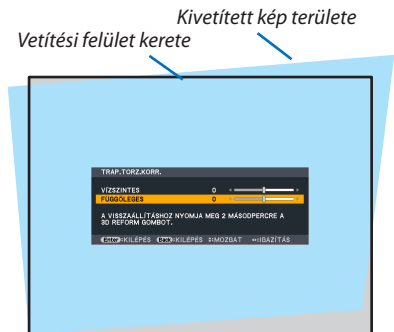 Kivetített kép területe
Vetítési felület kerete
TRAP.TORZ.KORR.
VÍZSZINTES 0
FÜGGŐLEGES 0
A VISSZAÁLLÍTÁSHOZ NYOMJA MEG 2 MÁSODPERCRE A
3D REFORM GOMBOT.
Enter:KILÉPÉS Back:KILÉPÉS ↕:MOZGAT ↔:IGAZÍTÁS